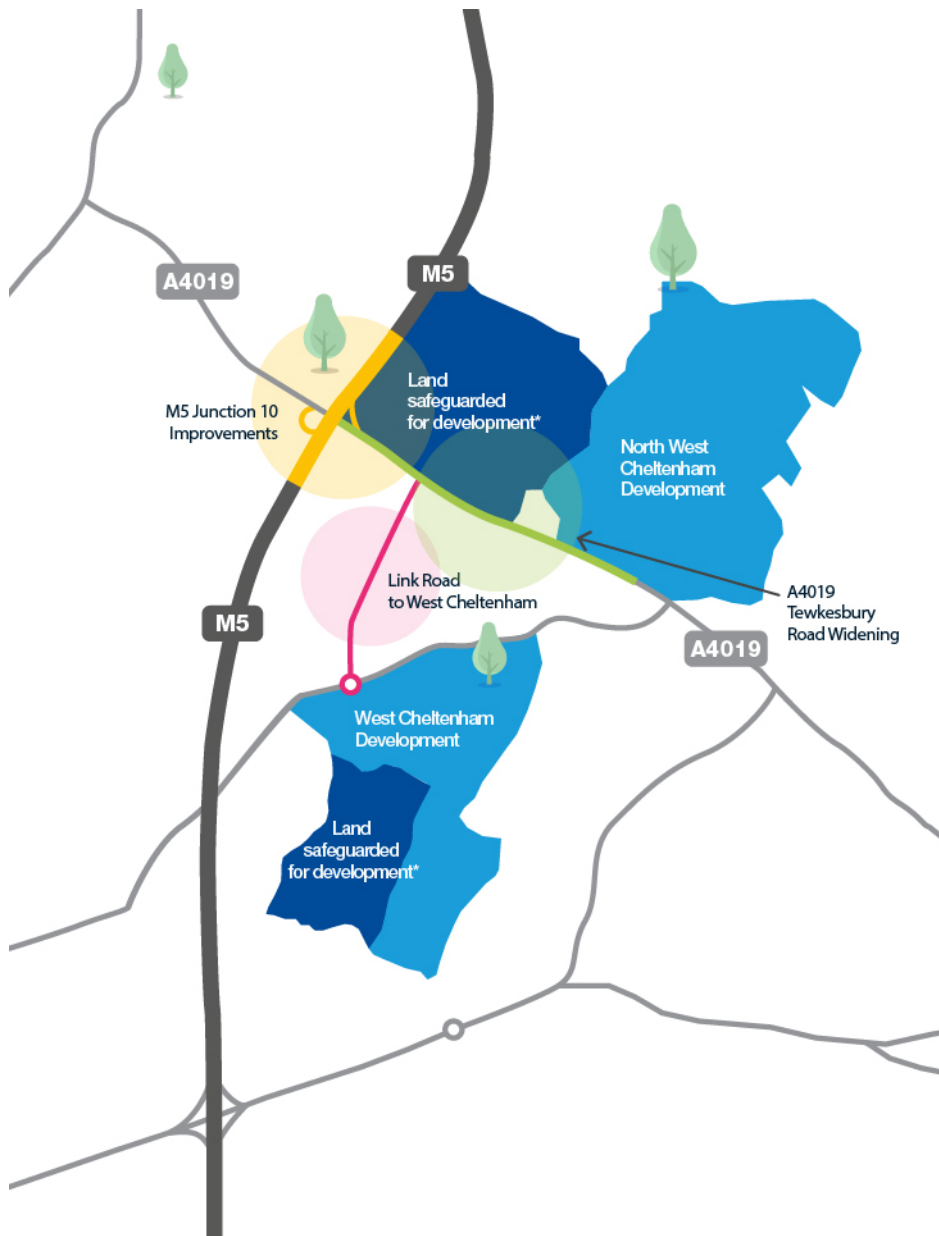 M5
A4019
Land
safeguarded
for development*
M5 Junction 10
Improvements
North West
Cheltenham
Development
Link Road
to West Cheltenham
A4019
Tewkesbury
Road Widening
M5
A4019
West Cheltenham
Development
Land
safeguarded
for development*